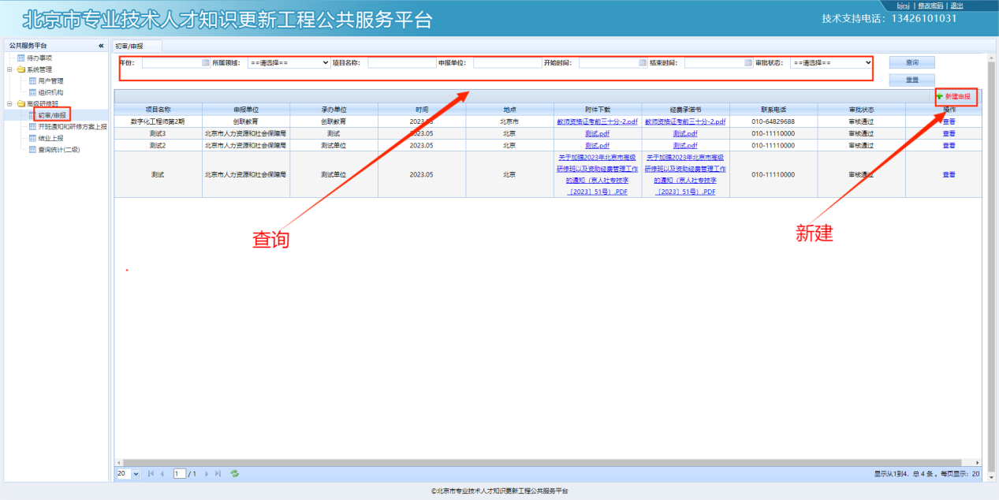 bjrsj | 修改密码 | 退出
北京市专业技术人才知识更新工程公共服务平台
技术支持电话：13426101031
公共服务平台 «
初审/申报
待办事项
系统管理
用户管理
组织机构
高级研修班
初审/申报
开班通知和研修方案上报
结业上报
查询统计(二级)
年份: 所属领域: ==请选择== 项目名称: 申报单位: 开始时间: 结束时间: 审批状态: ==请选择== 查询
重置
新建申报
项目名称 申报单位 承办单位 时间 地点 附件下载 经费承诺书 联系电话 审批状态 操作
数字化工程师第2期 创联教育 创联教育 2023.05 北京市 教师资格证考前三十分-2.pdf 教师资格证考前三十分-2.pdf 010-64829688 审核通过 查看
测试3 北京市人力资源和社会保障局 测试 2023.05 北京 测试.pdf 测试.pdf 010-11110000 审核通过 查看
测试2 北京市人力资源和社会保障局 测试单位 2023.05 北京 测试.pdf 测试.pdf 010-11110000 审核通过 查看
测试 北京市人力资源和社会保障局 测试单位 2023.05 北京 关于加强2023年北京市高级 关于加强2023年北京市高级 010-11110000 审核通过 查看
研修班以及资助经费管理工作 研修班以及资助经费管理工作
的通知（京人社专技字 的通知（京人社专技字
〔2023〕51号）.PDF 〔2023〕51号）.PDF
查询
新建
20 1 / 1 显示从1到4，总 4 条 。每页显示：20
©北京市专业技术人才知识更新工程公共服务平台